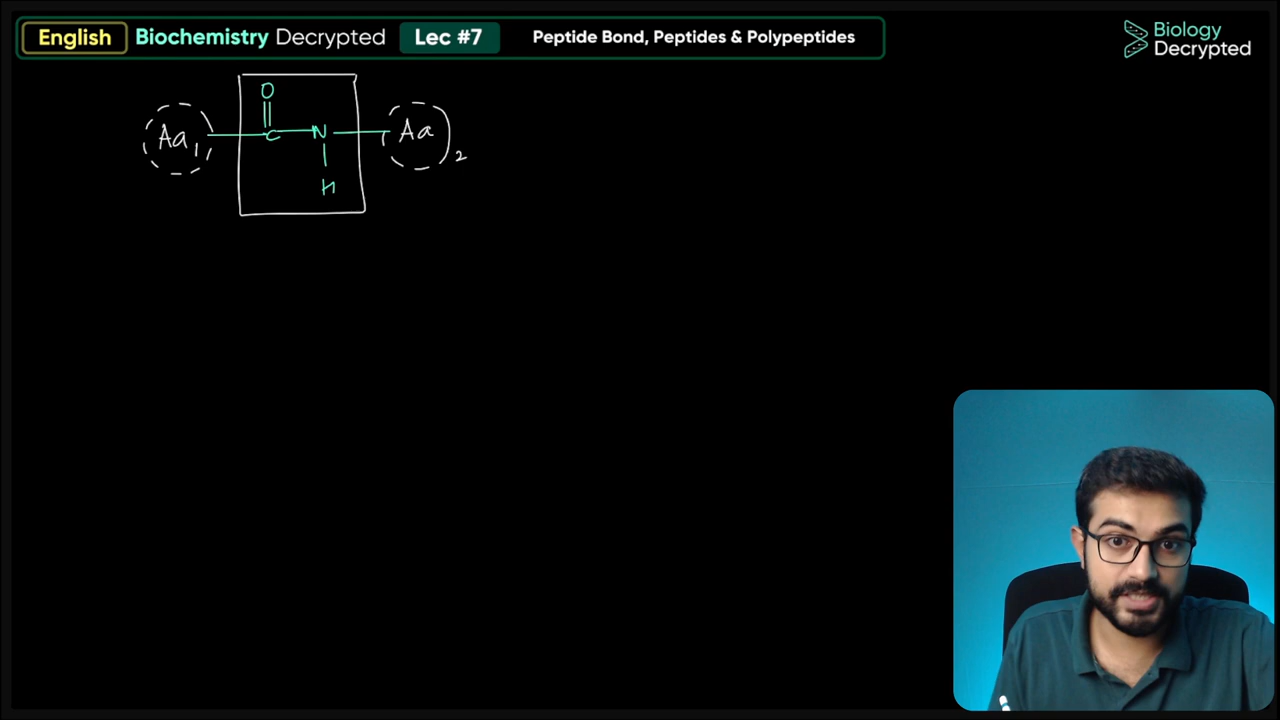 English Biochemistry Decrypted Lec #7 Peptide Bond, Peptides & Polypeptides
Biology
Decrypted
O
Aa1 C N Aa2
H